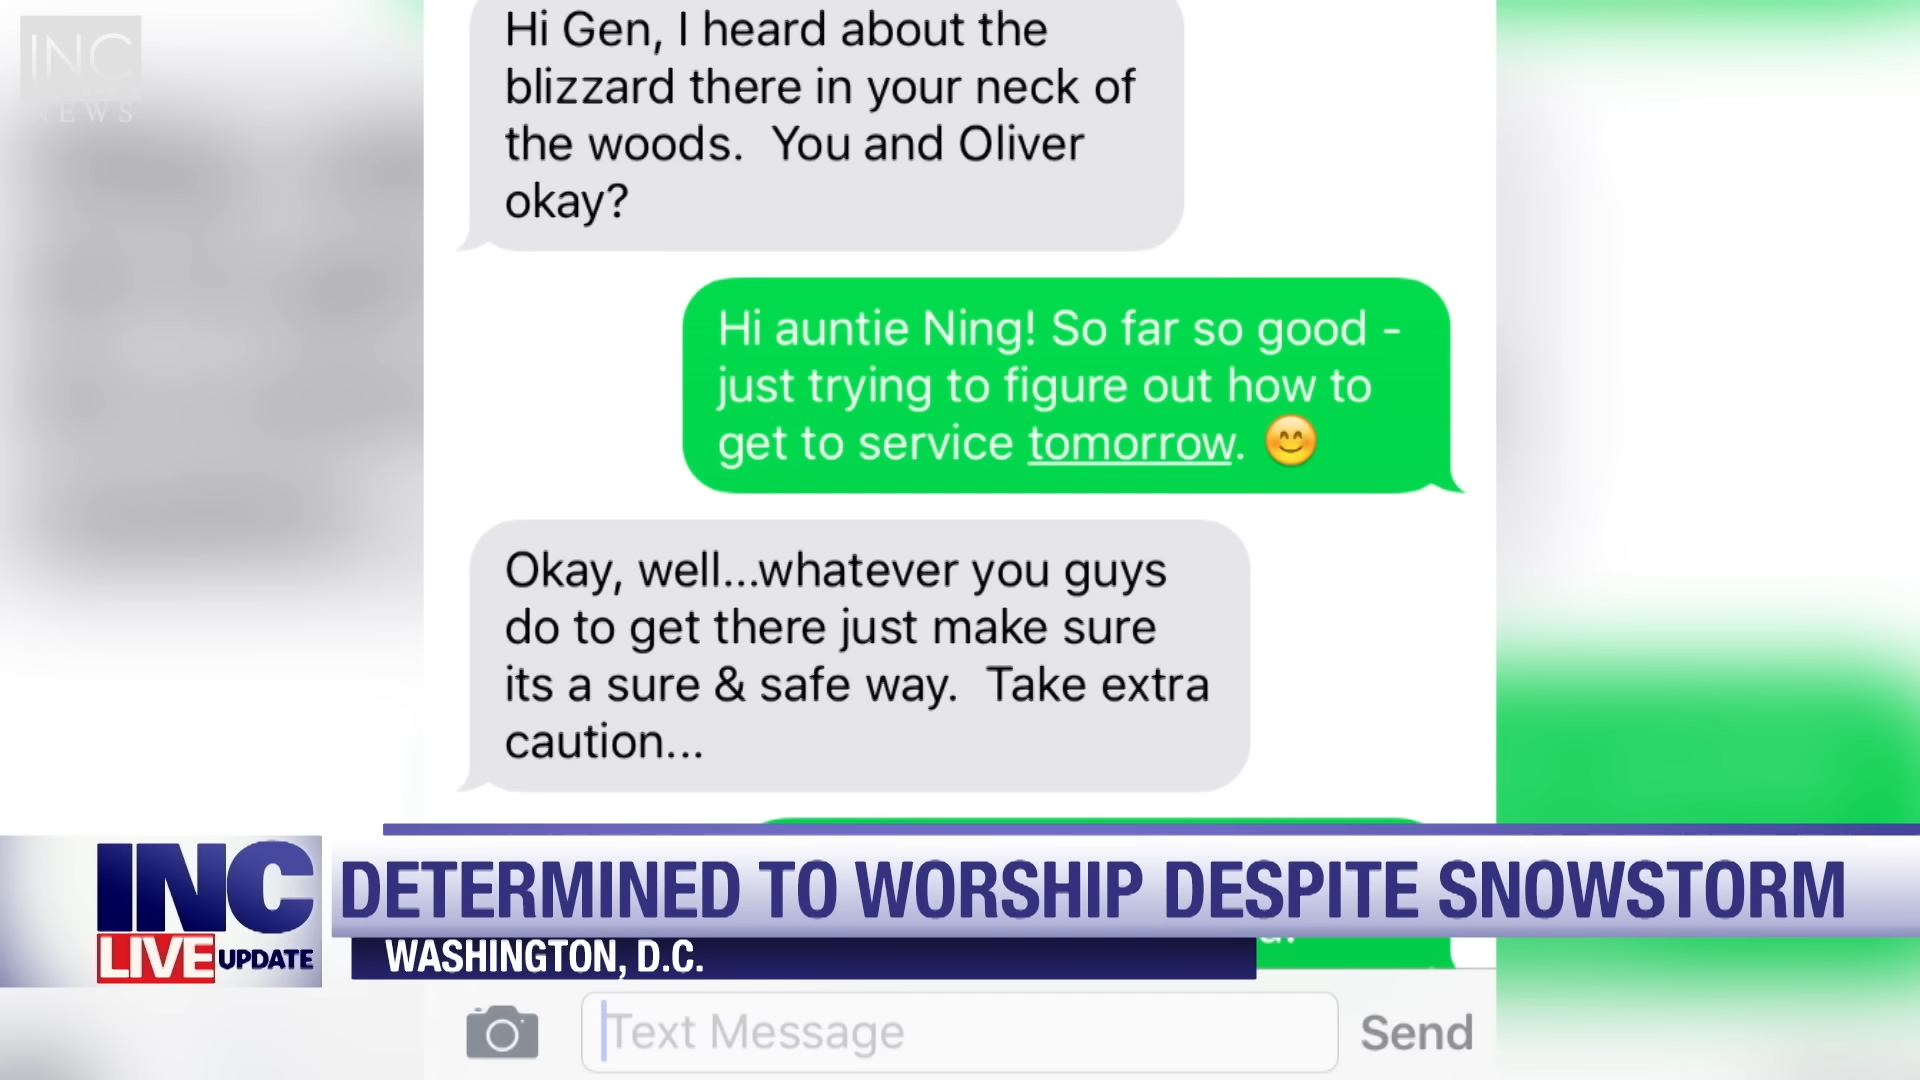 INC
NEWS
Hi Gen, I heard about the
blizzard there in your neck of
the woods.  You and Oliver
okay?
Hi auntie Ning! So far so good -
just trying to figure out how to
get to service tomorrow. 😊
Okay, well...whatever you guys
do to get there just make sure
its a sure & safe way.  Take extra
caution...
INC
LIVE UPDATE
DETERMINED TO WORSHIP DESPITE SNOWSTORM
WASHINGTON, D.C.
Text Message
Send